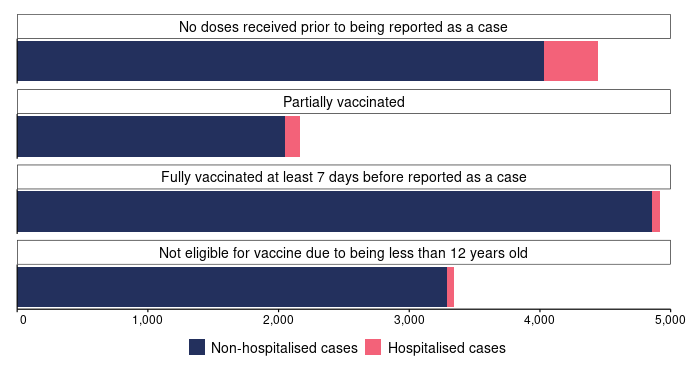 No doses received prior to being reported as a case
Partially vaccinated
Fully vaccinated at least 7 days before reported as a case
Not eligible for vaccine due to being less than 12 years old
0 1,000 2,000 3,000 4,000 5,000
Non-hospitalised cases Hospitalised cases